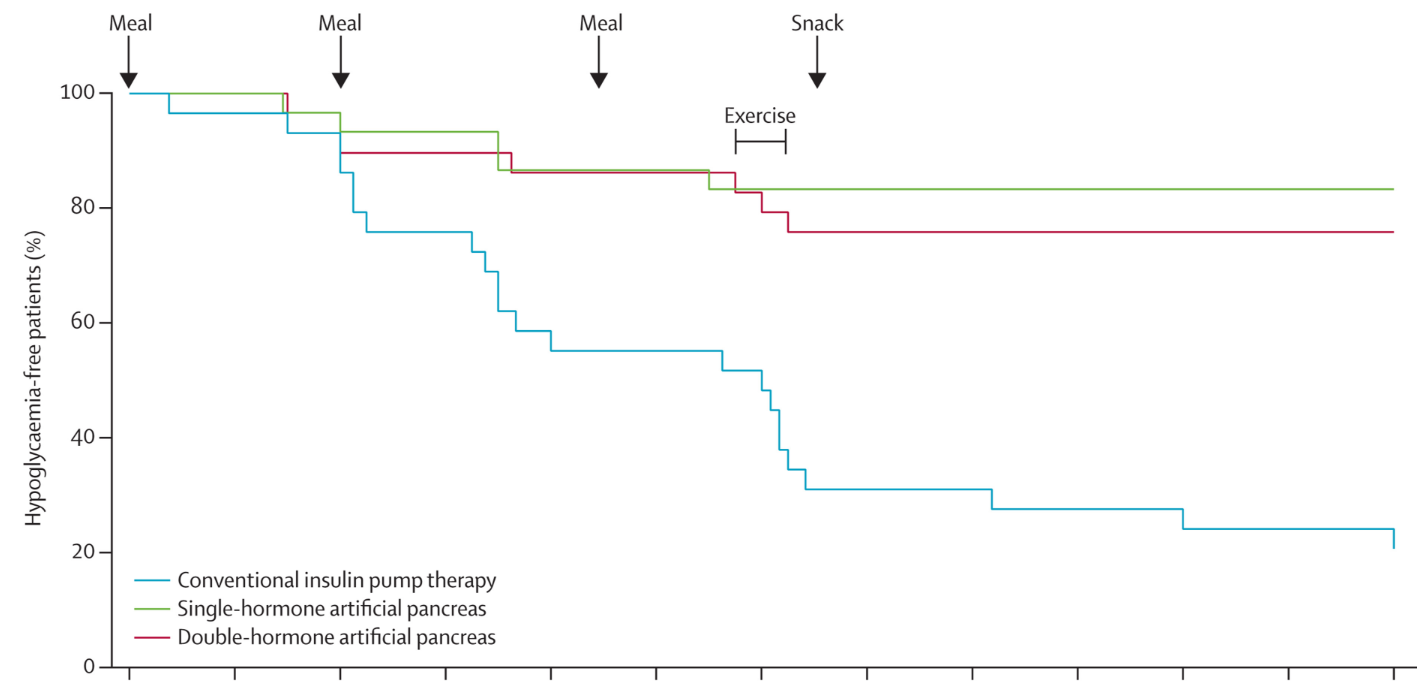 Meal Meal Meal Snack
Exercise
100
80
60
40
20
0
Hypoglycaemia-free patients (%)
Conventional insulin pump therapy
Single-hormone artificial pancreas
Double-hormone artificial pancreas